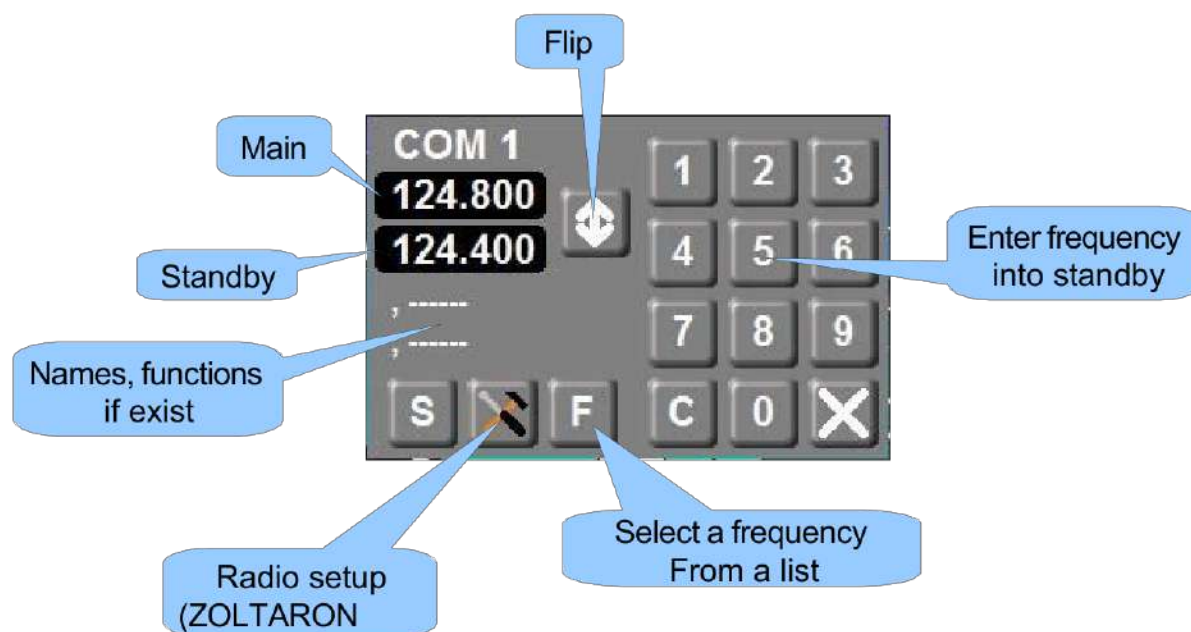 Flip
Main
COM 1
124.800
124.400
Standby
, ------
, ------
Names, functions
if exist
1 2 3
4 5 6
7 8 9
S F C 0 X
Enter frequency
into standby
Radio setup
(ZOLTARON
Select a frequency
From a list